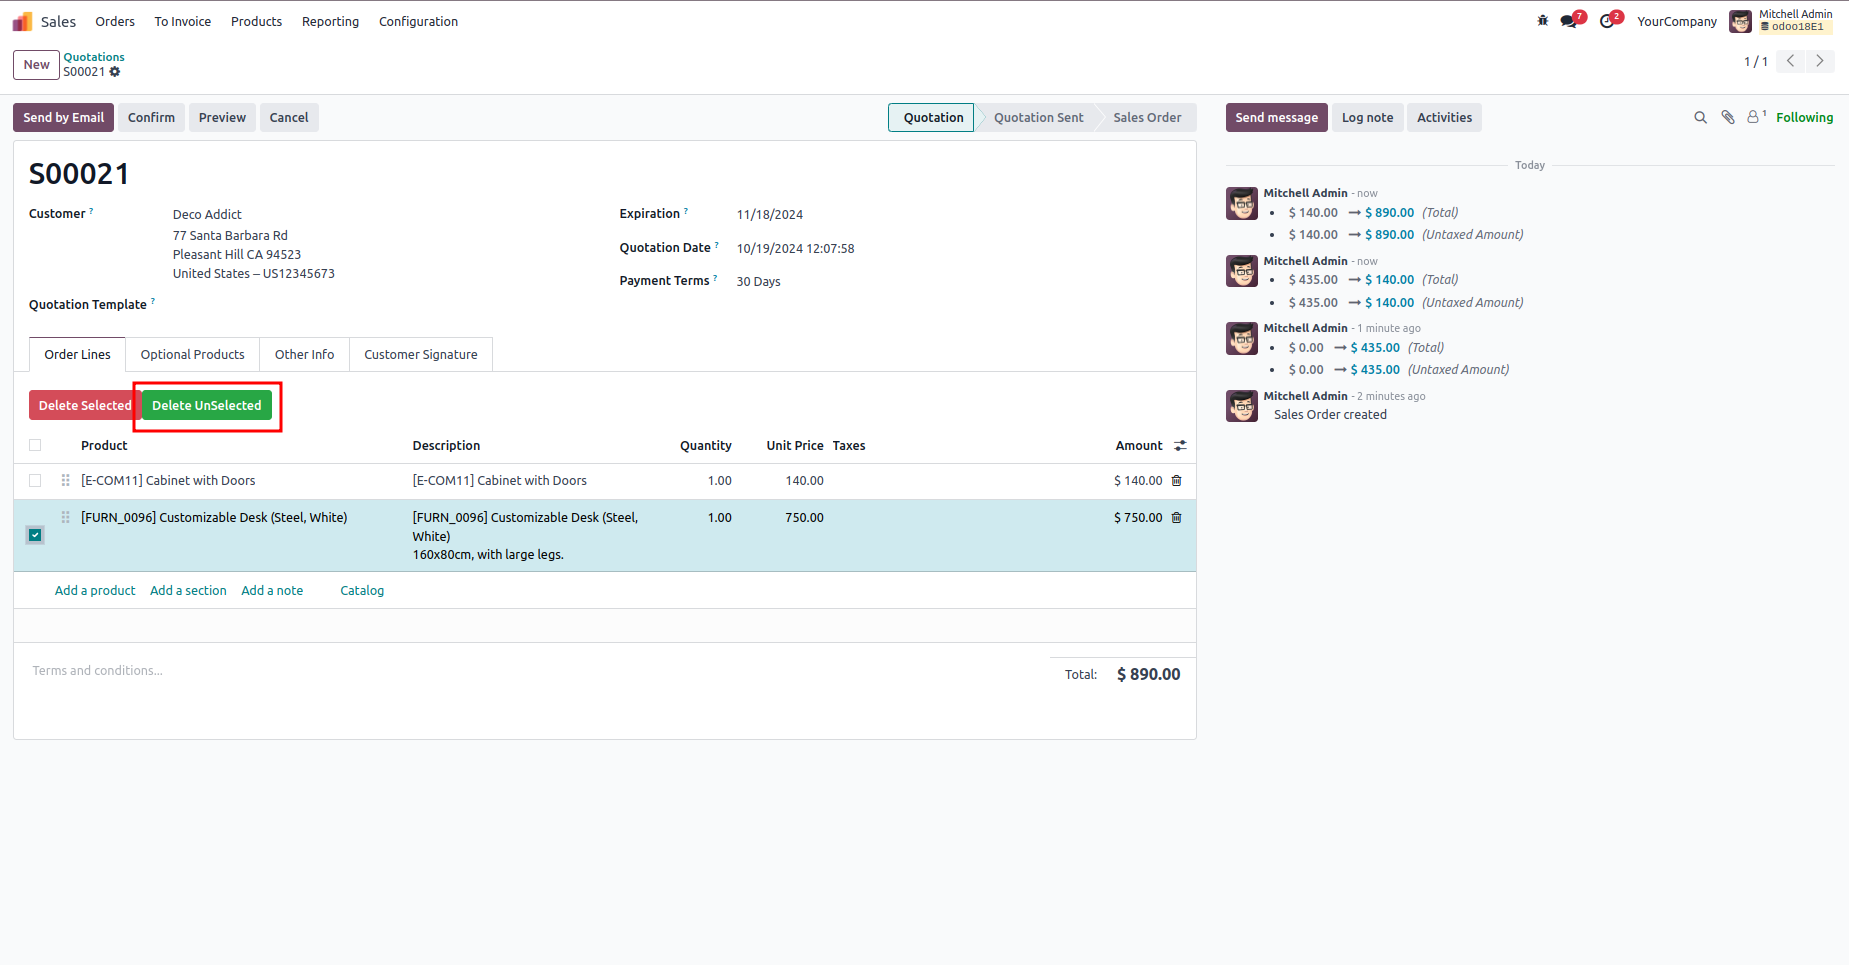 Sales Orders To Invoice Products Reporting Configuration 7 2 YourCompany Mitchell Admin
odoo18E1
New Quotations
S00021
1 / 1
Send by Email Confirm Preview Cancel Quotation Quotation Sent Sales Order
S00021
Customer ? Deco Addict
77 Santa Barbara Rd
Pleasant Hill CA 94523
United States – US12345673
Quotation Template ?
Expiration ? 11/18/2024
Quotation Date ? 10/19/2024 12:07:58
Payment Terms ? 30 Days
Order Lines Optional Products Other Info Customer Signature
Delete Selected Delete UnSelected
Product Description Quantity Unit Price Taxes Amount
[E-COM11] Cabinet with Doors [E-COM11] Cabinet with Doors 1.00 140.00 $ 140.00
[FURN_0096] Customizable Desk (Steel, White) [FURN_0096] Customizable Desk (Steel, 1.00 750.00 $ 750.00
White)
160x80cm, with large legs.
Add a product Add a section Add a note Catalog
Terms and conditions...
Total: $ 890.00
Send message Log note Activities 1 Following
Today
Mitchell Admin - now
• $ 140.00 → $ 890.00 (Total)
• $ 140.00 → $ 890.00 (Untaxed Amount)
Mitchell Admin - now
• $ 435.00 → $ 140.00 (Total)
• $ 435.00 → $ 140.00 (Untaxed Amount)
Mitchell Admin - 1 minute ago
• $ 0.00 → $ 435.00 (Total)
• $ 0.00 → $ 435.00 (Untaxed Amount)
Mitchell Admin - 2 minutes ago
Sales Order created